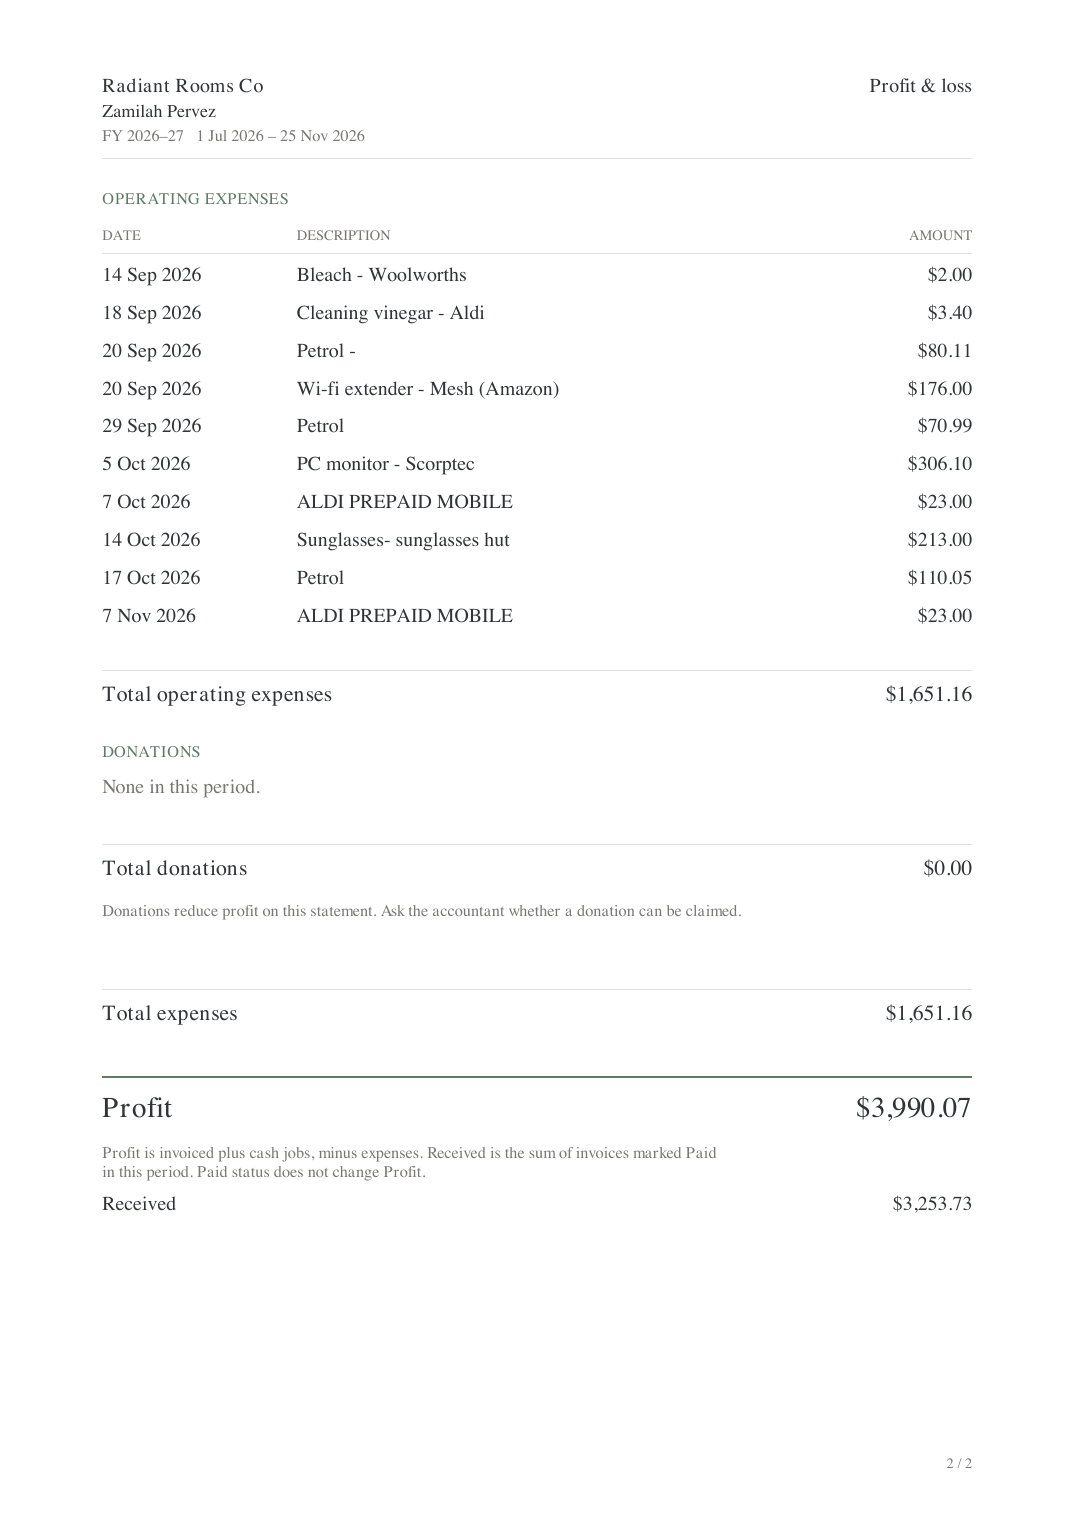 Radiant Rooms Co
Profit & loss
Zamilah Pervez
FY 2026–27 1 Jul 2026 – 25 Nov 2026
OPERATING EXPENSES
DATE DESCRIPTION AMOUNT
14 Sep 2026 Bleach - Woolworths $2.00
18 Sep 2026 Cleaning vinegar - Aldi $3.40
20 Sep 2026 Petrol - $80.11
20 Sep 2026 Wi-fi extender - Mesh (Amazon) $176.00
29 Sep 2026 Petrol $70.99
5 Oct 2026 PC monitor - Scorptec $306.10
7 Oct 2026 ALDI PREPAID MOBILE $23.00
14 Oct 2026 Sunglasses- sunglasses hut $213.00
17 Oct 2026 Petrol $110.05
7 Nov 2026 ALDI PREPAID MOBILE $23.00
Total operating expenses $1,651.16
DONATIONS
None in this period.
Total donations $0.00
Donations reduce profit on this statement. Ask the accountant whether a donation can be claimed.
Total expenses $1,651.16
Profit $3,990.07
Profit is invoiced plus cash jobs, minus expenses. Received is the sum of invoices marked Paid
in this period. Paid status does not change Profit.
Received $3,253.73
2 / 2